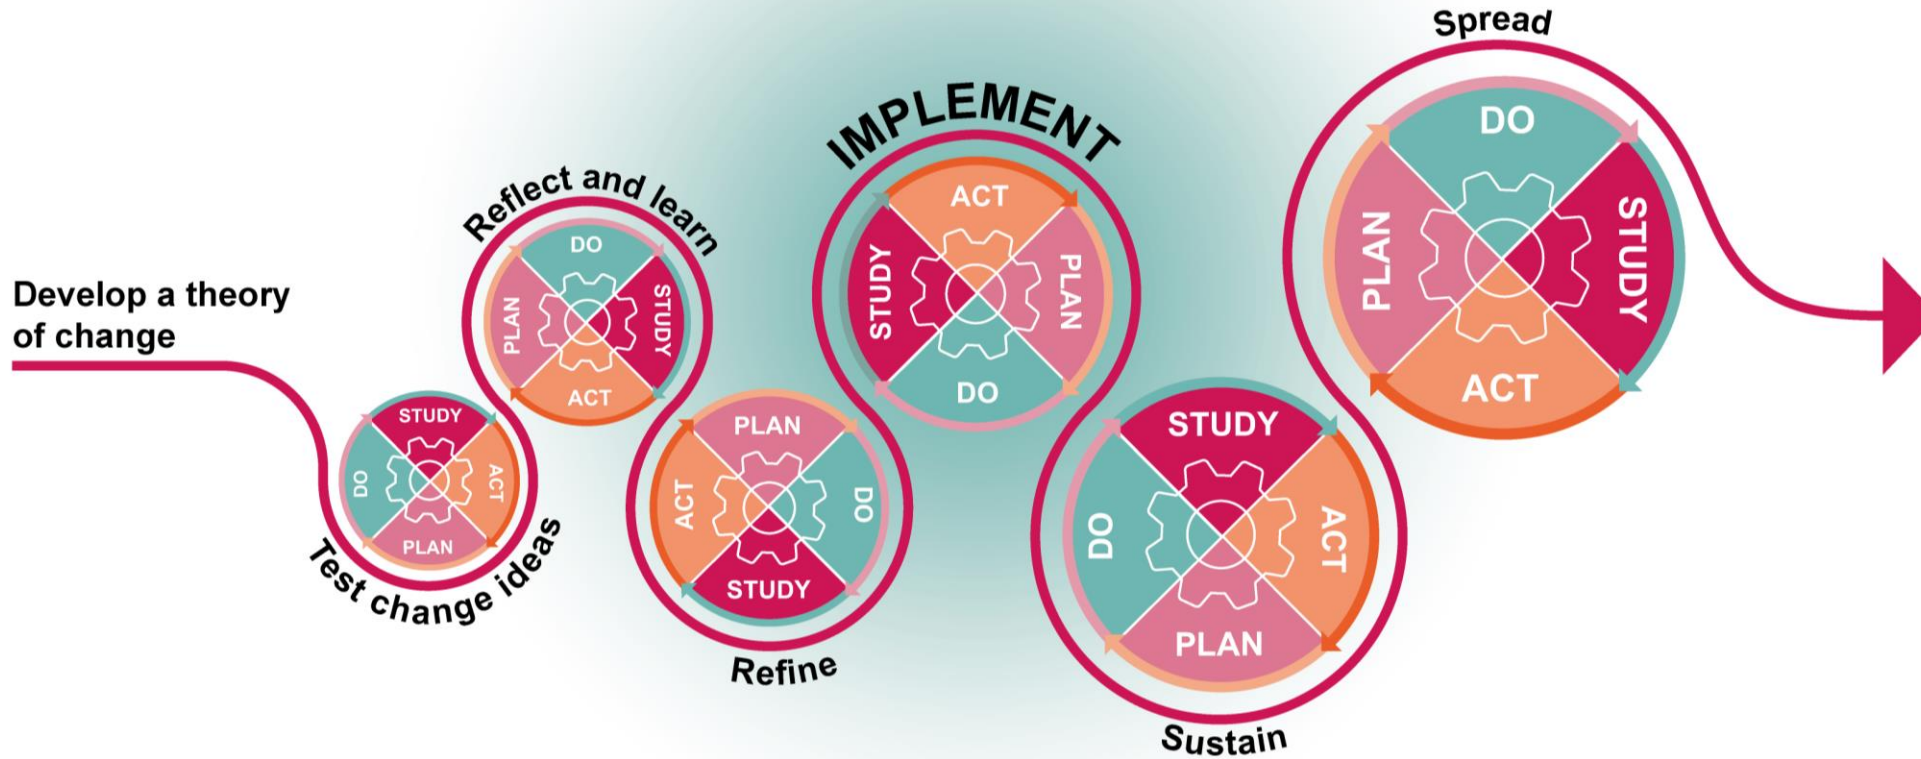 Develop a theory
of change
Test change ideas
STUDY
ACT
PLAN
DO
Reflect and learn
DO
STUDY
ACT
PLAN
Refine
PLAN
DO
STUDY
ACT
IMPLEMENT
ACT
PLAN
DO
STUDY
Sustain
STUDY
ACT
PLAN
DO
Spread
DO
STUDY
ACT
PLAN